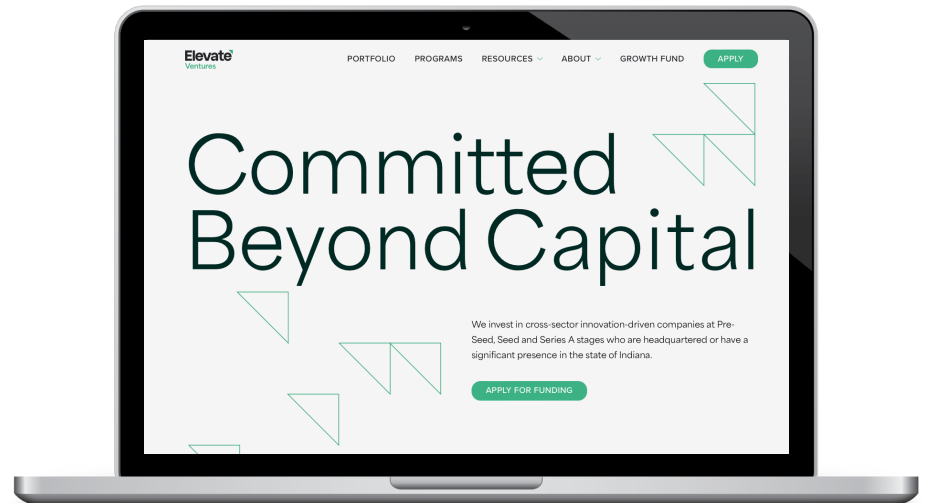 Elevate
Ventures
PORTFOLIO PROGRAMS RESOURCES ABOUT GROWTH FUND APPLY
Committed
Beyond Capital
We invest in cross-sector innovation-driven companies at Pre-
Seed, Seed and Series A stages who are headquartered or have a
significant presence in the state of Indiana.
APPLY FOR FUNDING